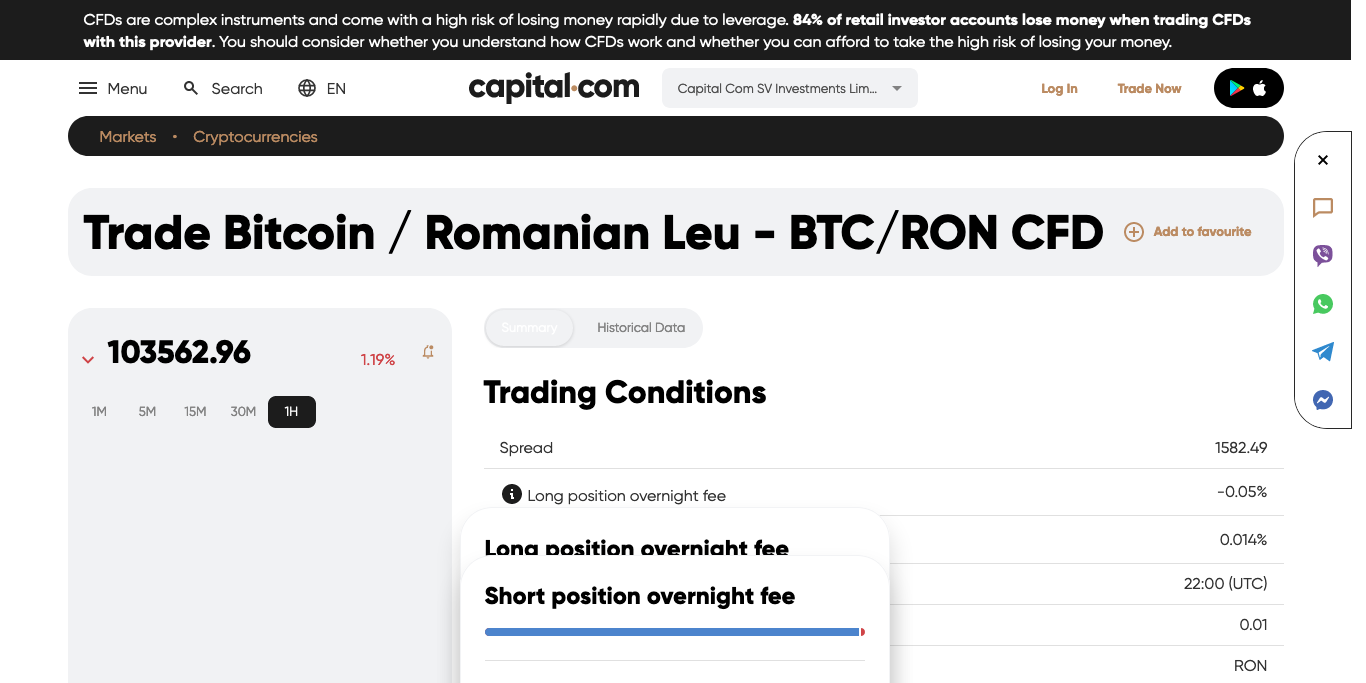 CFDs are complex instruments and come with a high risk of losing money rapidly due to leverage. 84% of retail investor accounts lose money when trading CFDs
with this provider. You should consider whether you understand how CFDs work and whether you can afford to take the high risk of losing your money.
Menu
Search
EN
capital.com
Capital Com SV Investments Lim...
Log In
Trade Now
Markets • Cryptocurrencies
Trade Bitcoin / Romanian Leu - BTC/RON CFD
Add to favourite
103562.96
1.19%
1M 5M 15M 30M 1H
Summary
Historical Data
Trading Conditions
Spread 1582.49
Long position overnight fee -0.05%
Long position overnight fee
0.014%
Short position overnight fee
22:00 (UTC)
0.01
RON